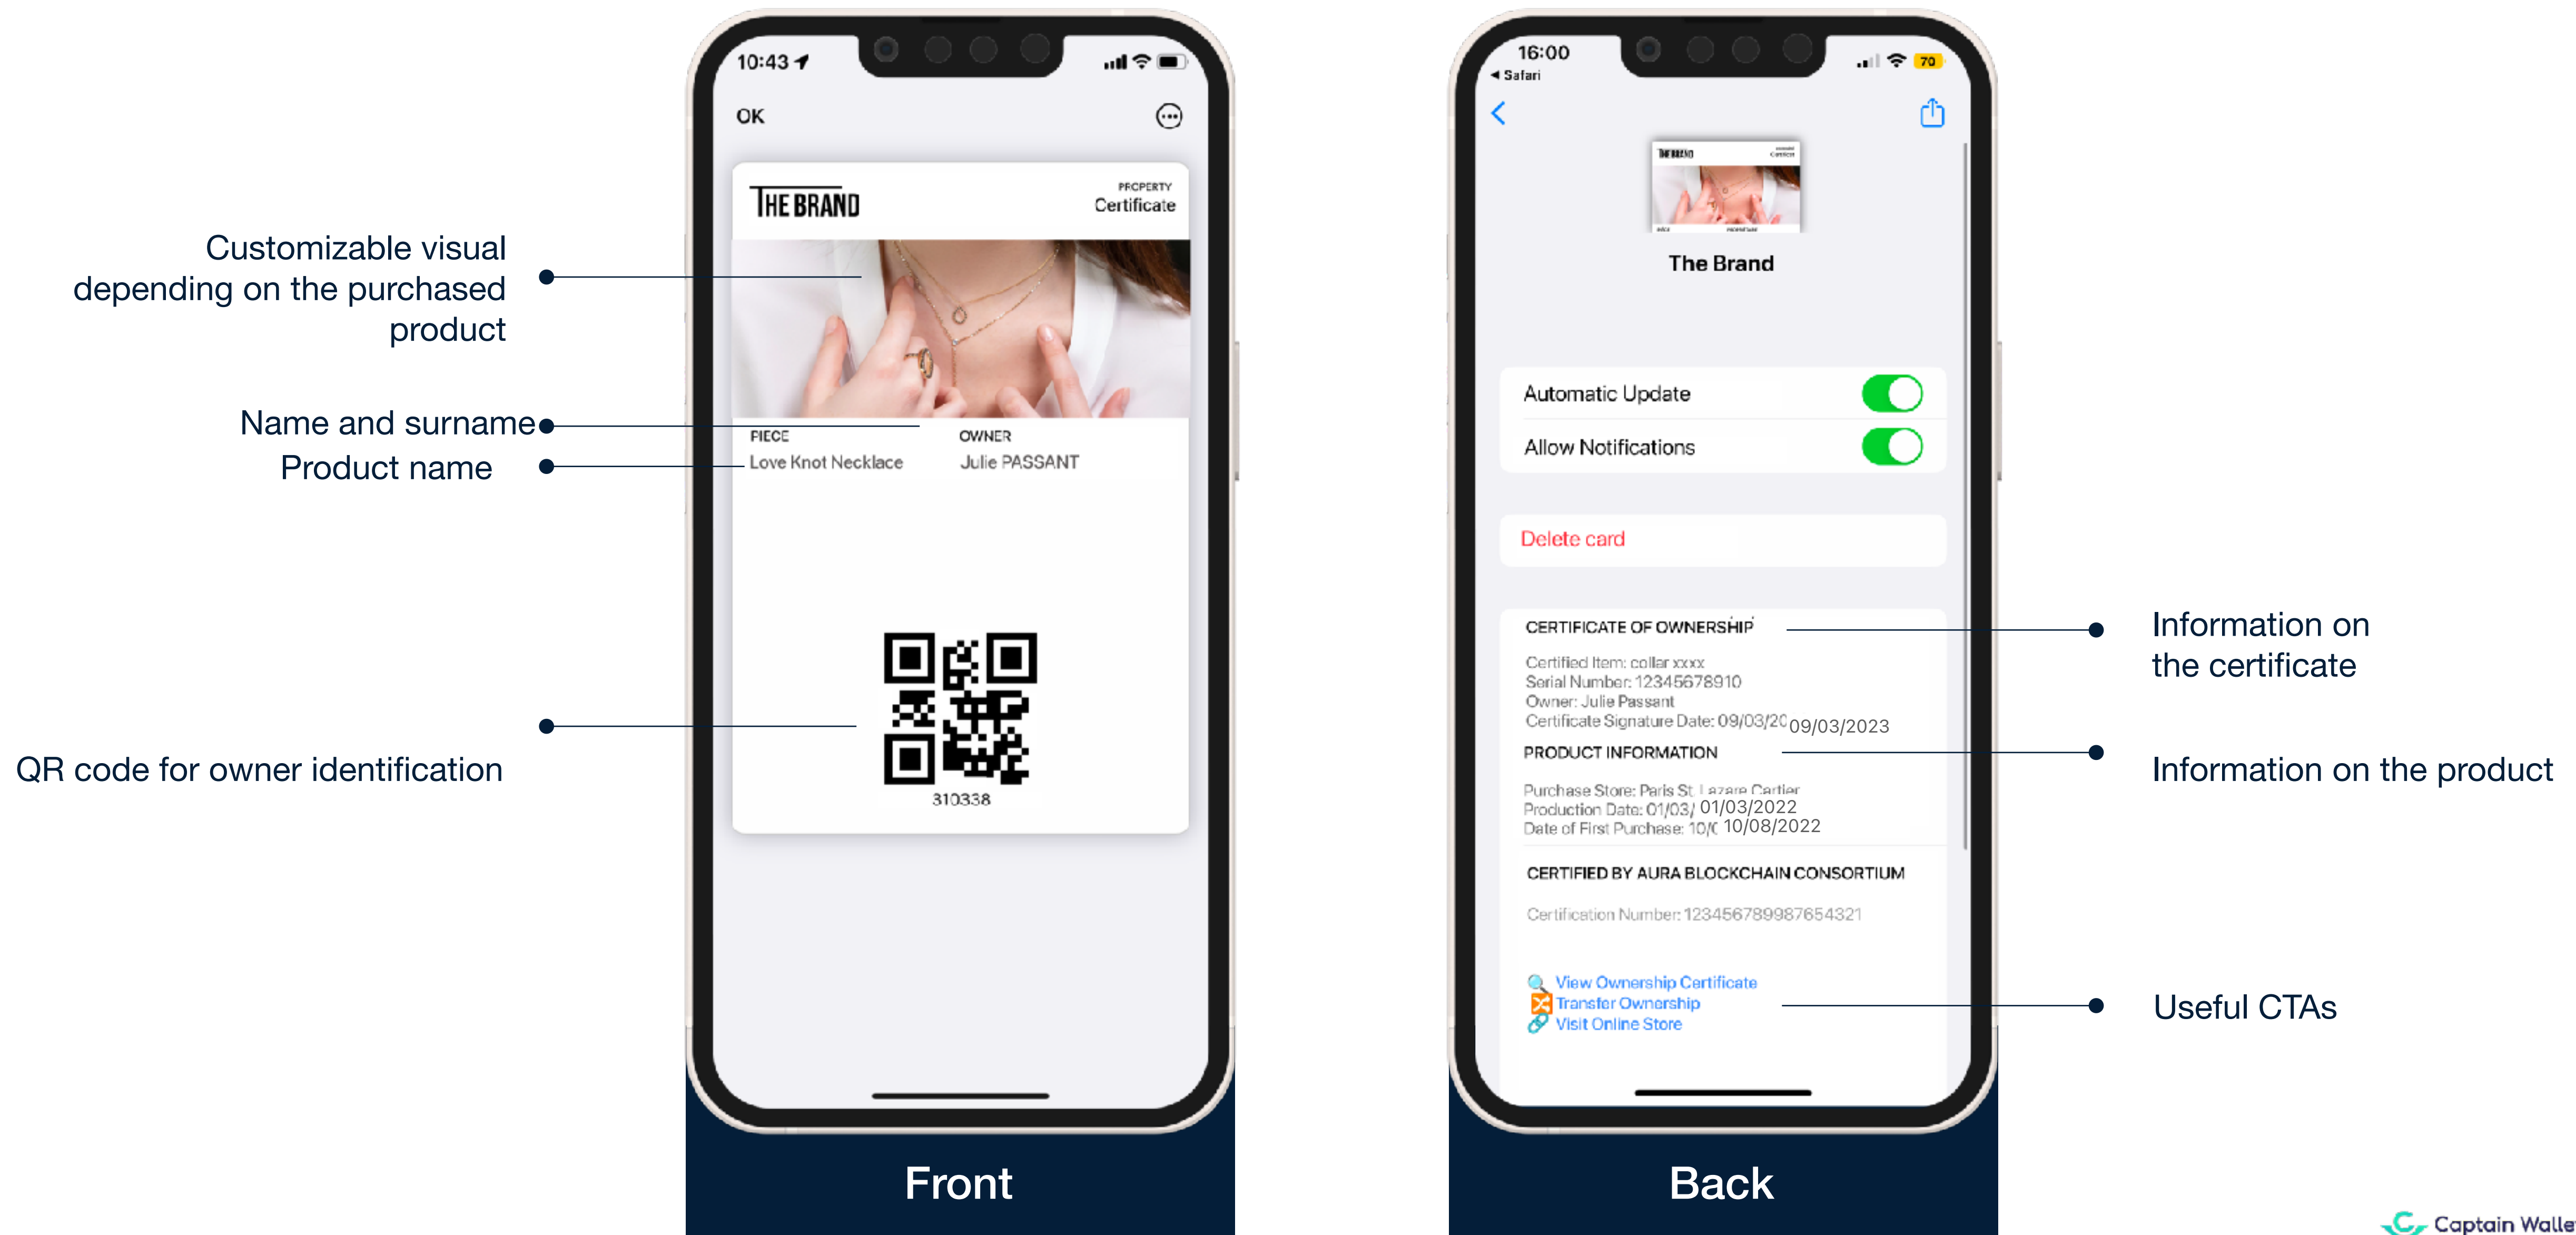 Customizable visual
depending on the purchased
product
Name and surname
Product name
QR code for owner identification
10:43
OK
THE BRAND
PROPERTY
Certificate
PIECE
OWNER
Love Knot Necklace
Julie PASSANT
310338
Front
16:00
Safari
70
THE BRAND
Certificate
The Brand
Automatic Update
Allow Notifications
Delete card
CERTIFICATE OF OWNERSHIP
Certified Item: collar xxxx
Serial Number: 12345678910
Owner: Julie Passant
Certificate Signature Date: 09/03/20 09/03/2023
PRODUCT INFORMATION
Purchase Store: Paris St Lazare Cartier
Production Date: 01/03/ 01/03/2022
Date of First Purchase: 10/0 10/08/2022
CERTIFIED BY AURA BLOCKCHAIN CONSORTIUM
Certification Number: 123456789987654321
View Ownership Certificate
Transfer Ownership
Visit Online Store
Back
Information on
the certificate
Information on the product
Useful CTAs
Captain Walle